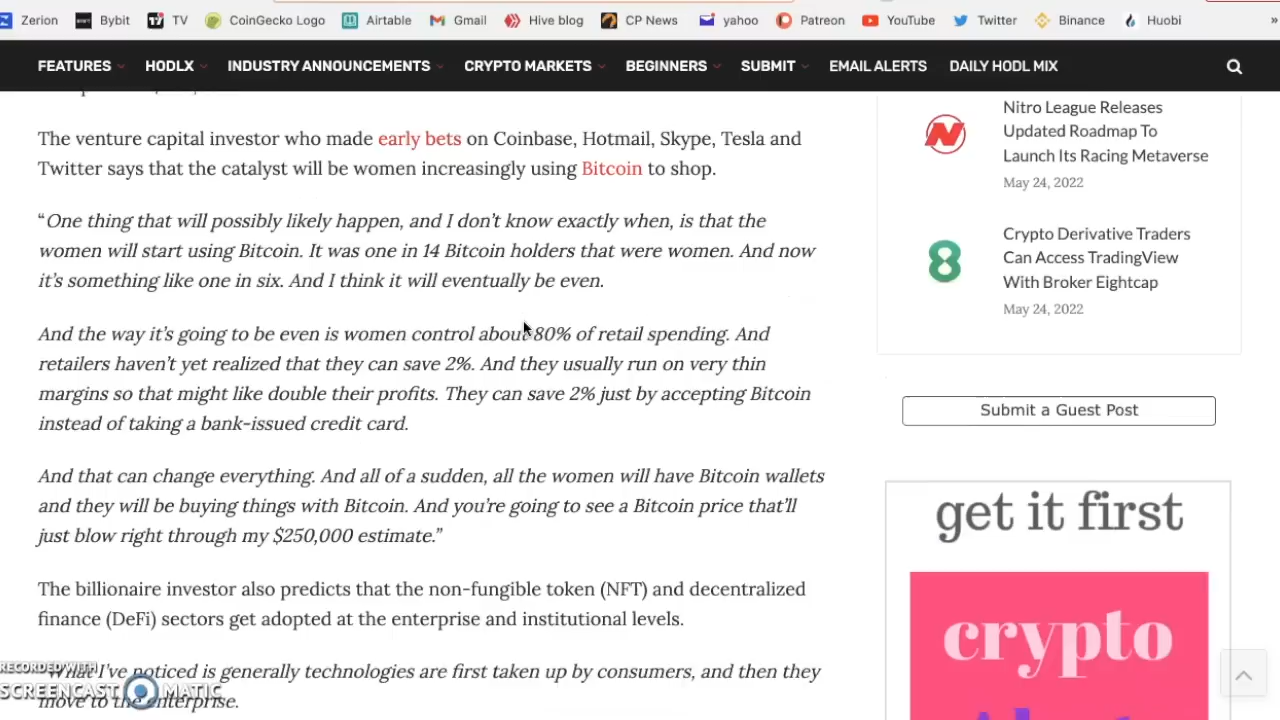 Zerion Bybit TV CoinGecko Logo Airtable Gmail Hive blog CP News yahoo Patreon YouTube Twitter Binance Huobi »
FEATURES HODLX INDUSTRY ANNOUNCEMENTS CRYPTO MARKETS BEGINNERS SUBMIT EMAIL ALERTS DAILY HODL MIX
The venture capital investor who made early bets on Coinbase, Hotmail, Skype, Tesla and
Twitter says that the catalyst will be women increasingly using Bitcoin to shop.
“One thing that will possibly likely happen, and I don’t know exactly when, is that the
women will start using Bitcoin. It was one in 14 Bitcoin holders that were women. And now
it’s something like one in six. And I think it will eventually be even.
And the way it’s going to be even is women control about 80% of retail spending. And
retailers haven’t yet realized that they can save 2%. And they usually run on very thin
margins so that might like double their profits. They can save 2% just by accepting Bitcoin
instead of taking a bank-issued credit card.
And that can change everything. And all of a sudden, all the women will have Bitcoin wallets
and they will be buying things with Bitcoin. And you’re going to see a Bitcoin price that’ll
just blow right through my $250,000 estimate.”
The billionaire investor also predicts that the non-fungible token (NFT) and decentralized
finance (DeFi) sectors get adopted at the enterprise and institutional levels.
“What I’ve noticed is generally technologies are first taken up by consumers, and then they
move to the enterprise.
RECORDED WITH
SCREENCAST MATIC
Nitro League Releases
Updated Roadmap To
Launch Its Racing Metaverse
May 24, 2022
Crypto Derivative Traders
Can Access TradingView
With Broker Eightcap
May 24, 2022
Submit a Guest Post
get it first
crypto